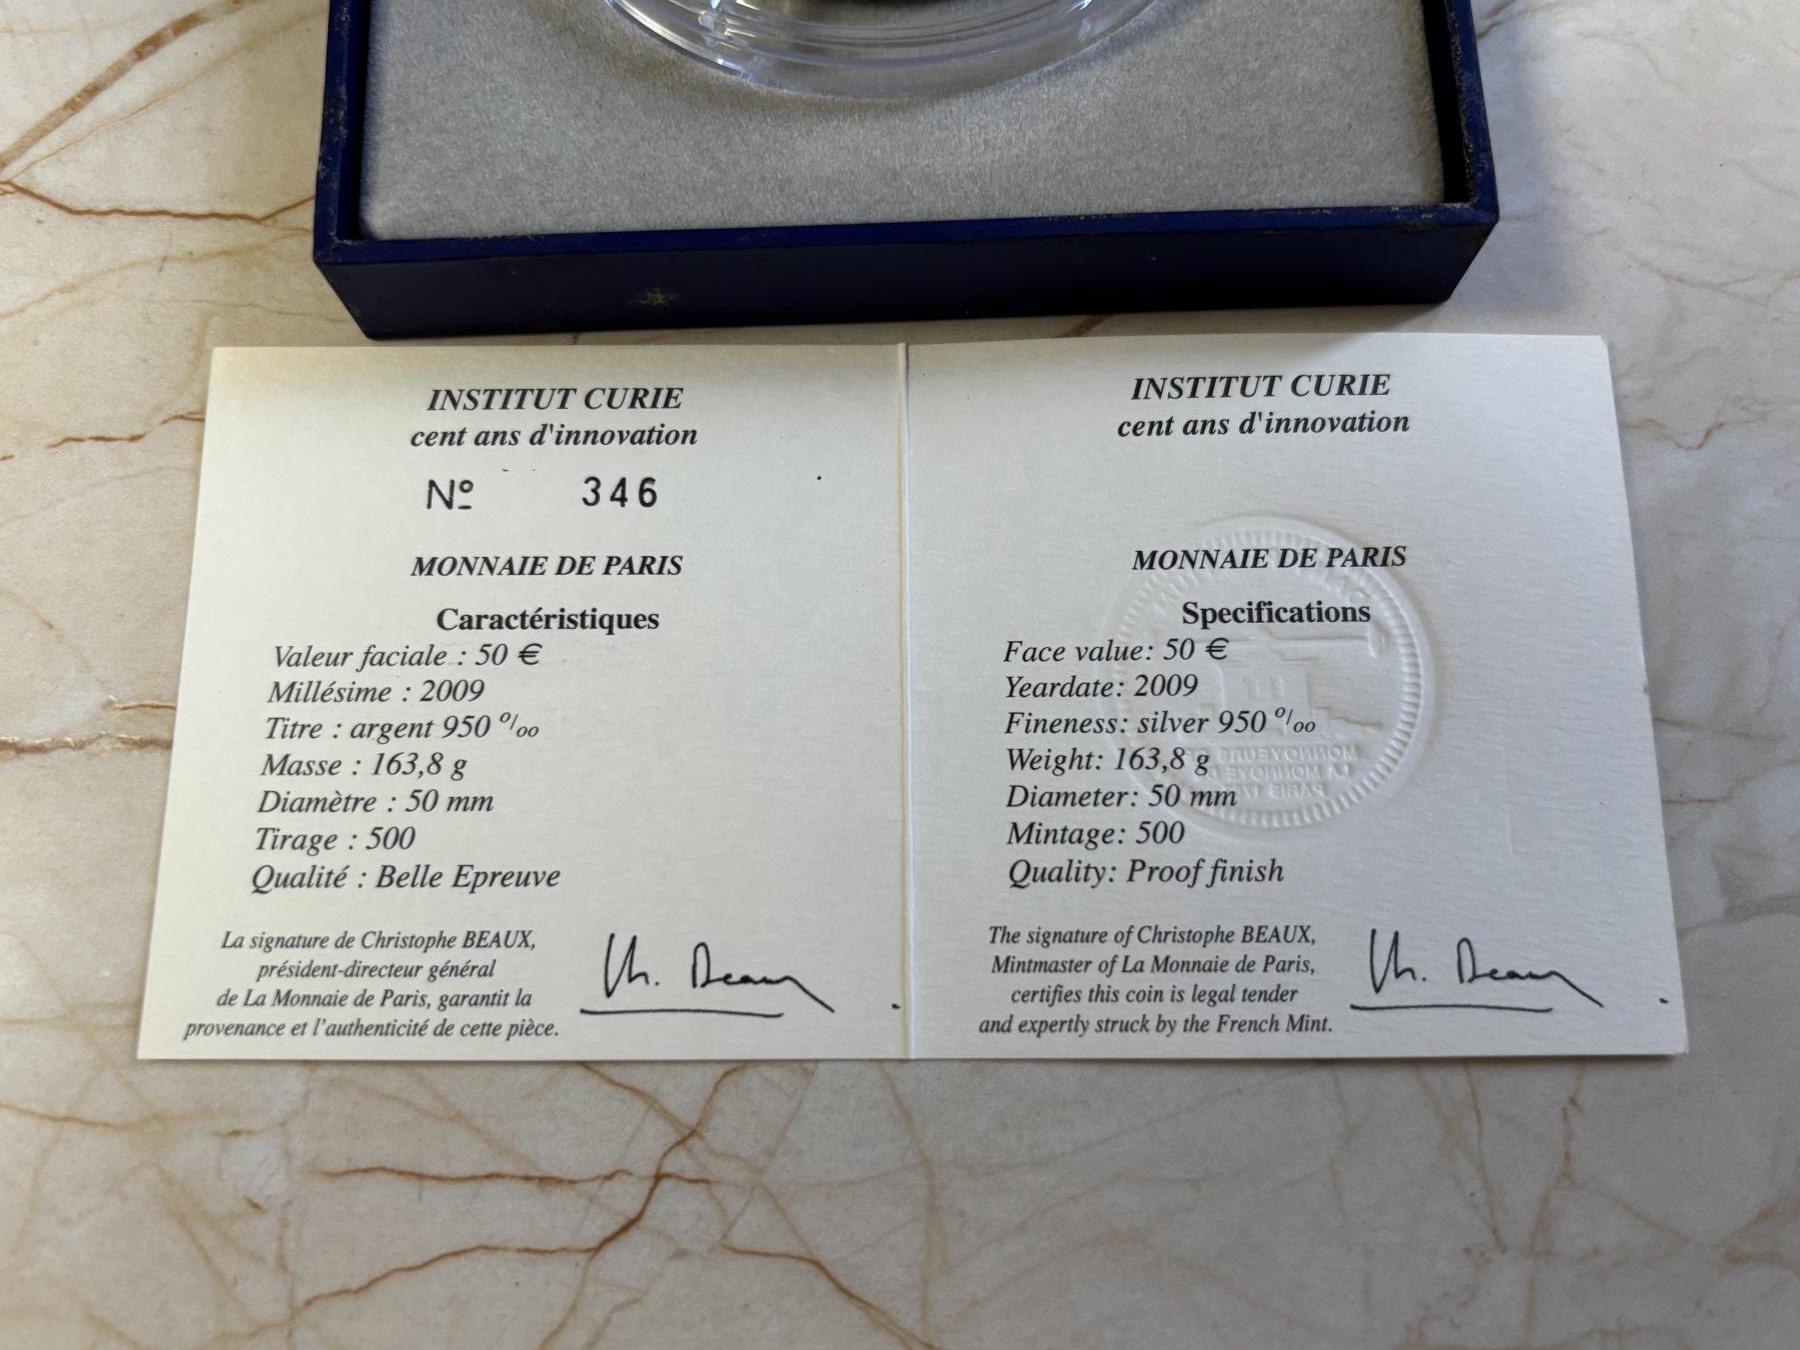 INSTITUT CURIE
cent ans d'innovation
Nº 346
MONNAIE DE PARIS
Caractéristiques
Valeur faciale : 50 €
Millésime : 2009
Titre : argent 950 ‰
Masse : 163,8 g
Diamètre : 50 mm
Tirage : 500
Qualité : Belle Epreuve
La signature de Christophe BEAUX,
président-directeur général
de La Monnaie de Paris, garantit la
provenance et l'authenticité de cette pièce.
Ch. Beaux
INSTITUT CURIE
cent ans d'innovation
MONNAIE DE PARIS
Specifications
Face value: 50 €
Yeardate: 2009
Fineness: silver 950 ‰
Weight: 163,8 g
Diameter: 50 mm
Mintage: 500
Quality: Proof finish
The signature of Christophe BEAUX,
Mintmaster of La Monnaie de Paris,
certifies this coin is legal tender
and expertly struck by the French Mint.
Ch. Beaux